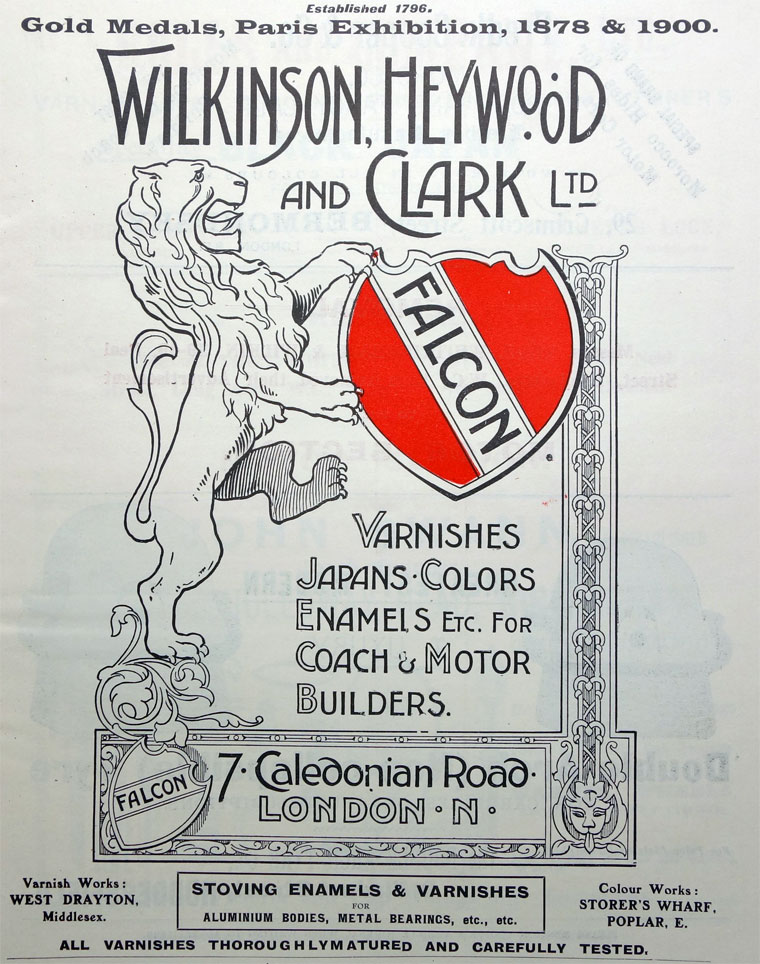 Established 1796.
Gold Medals, Paris Exhibition, 1878 & 1900.
WILKINSON, HEYWOOD
AND CLARK LTD
FALCON
VARNISHES
JAPANS·COLORS
ENAMELS ETC. FOR
COACH & MOTOR
BUILDERS.
FALCON
7·Caledonian Road·
LONDON·N·
Varnish Works:
WEST DRAYTON,
Middlesex.
STOVING ENAMELS & VARNISHES
FOR
ALUMINIUM BODIES, METAL BEARINGS, etc., etc.
Colour Works:
STORER'S WHARF,
POPLAR, E.
ALL VARNISHES THOROUGHLY MATURED AND CAREFULLY TESTED.